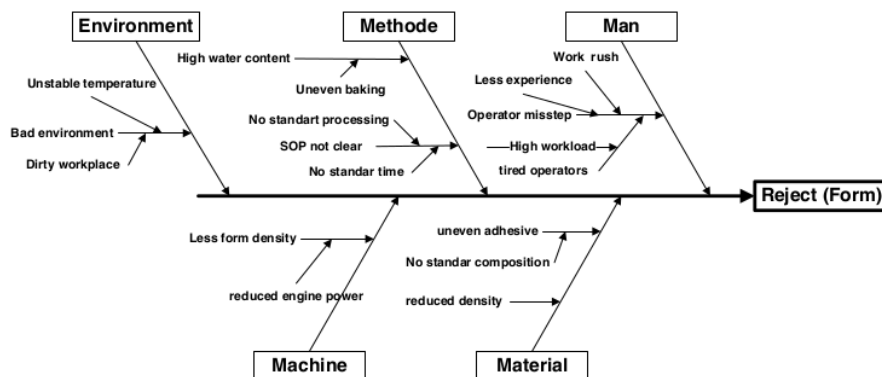 Environment
Methode
Man
High water content
Work rush
Unstable temperature
Less experience
Uneven baking
No standart processing
Operator misstep
Bad environment
SOP not clear
High workload
Dirty workplace
No standar time
tired operators
Reject (Form)
Less form density
uneven adhesive
No standar composition
reduced engine power
reduced density
Machine
Material